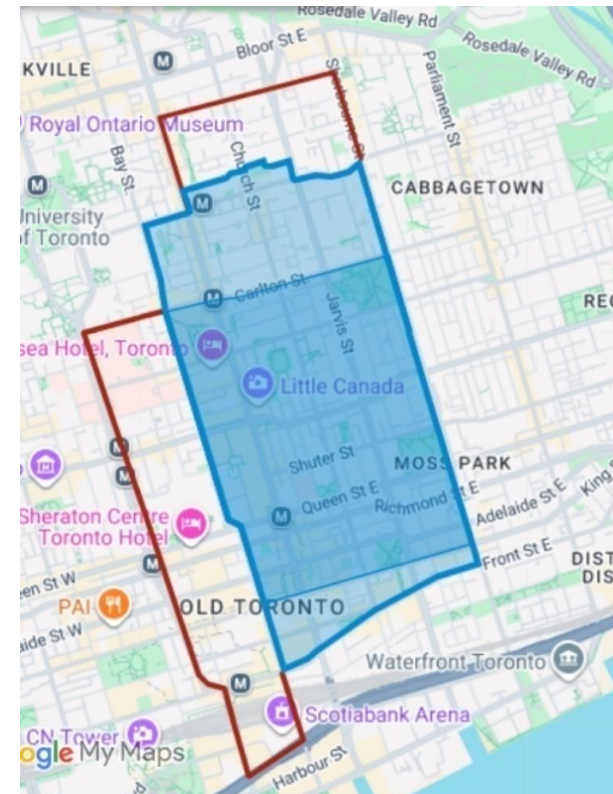 Rosedale Valley Rd
Bloor St E
Rosedale Valley Rd
KVILLE
Sherbourne St
Parliament St
Royal Ontario Museum
Bay St.
Church St
CABBAGETOWN
University
of Toronto
Carlton St.
REG
sea Hotel, Toronto
Jarvis St
Little Canada
Shuter St
MOSS PARK
Queen St E
Richmond St E
Adelaide St E
King S
Sheraton Centre
Toronto Hotel
Front St E
DIST
DIS
een St W
PAI
OLD TORONTO
aide St W
Waterfront Toronto
Scotiabank Arena
CN Tower
ogle My Maps
Harbour St